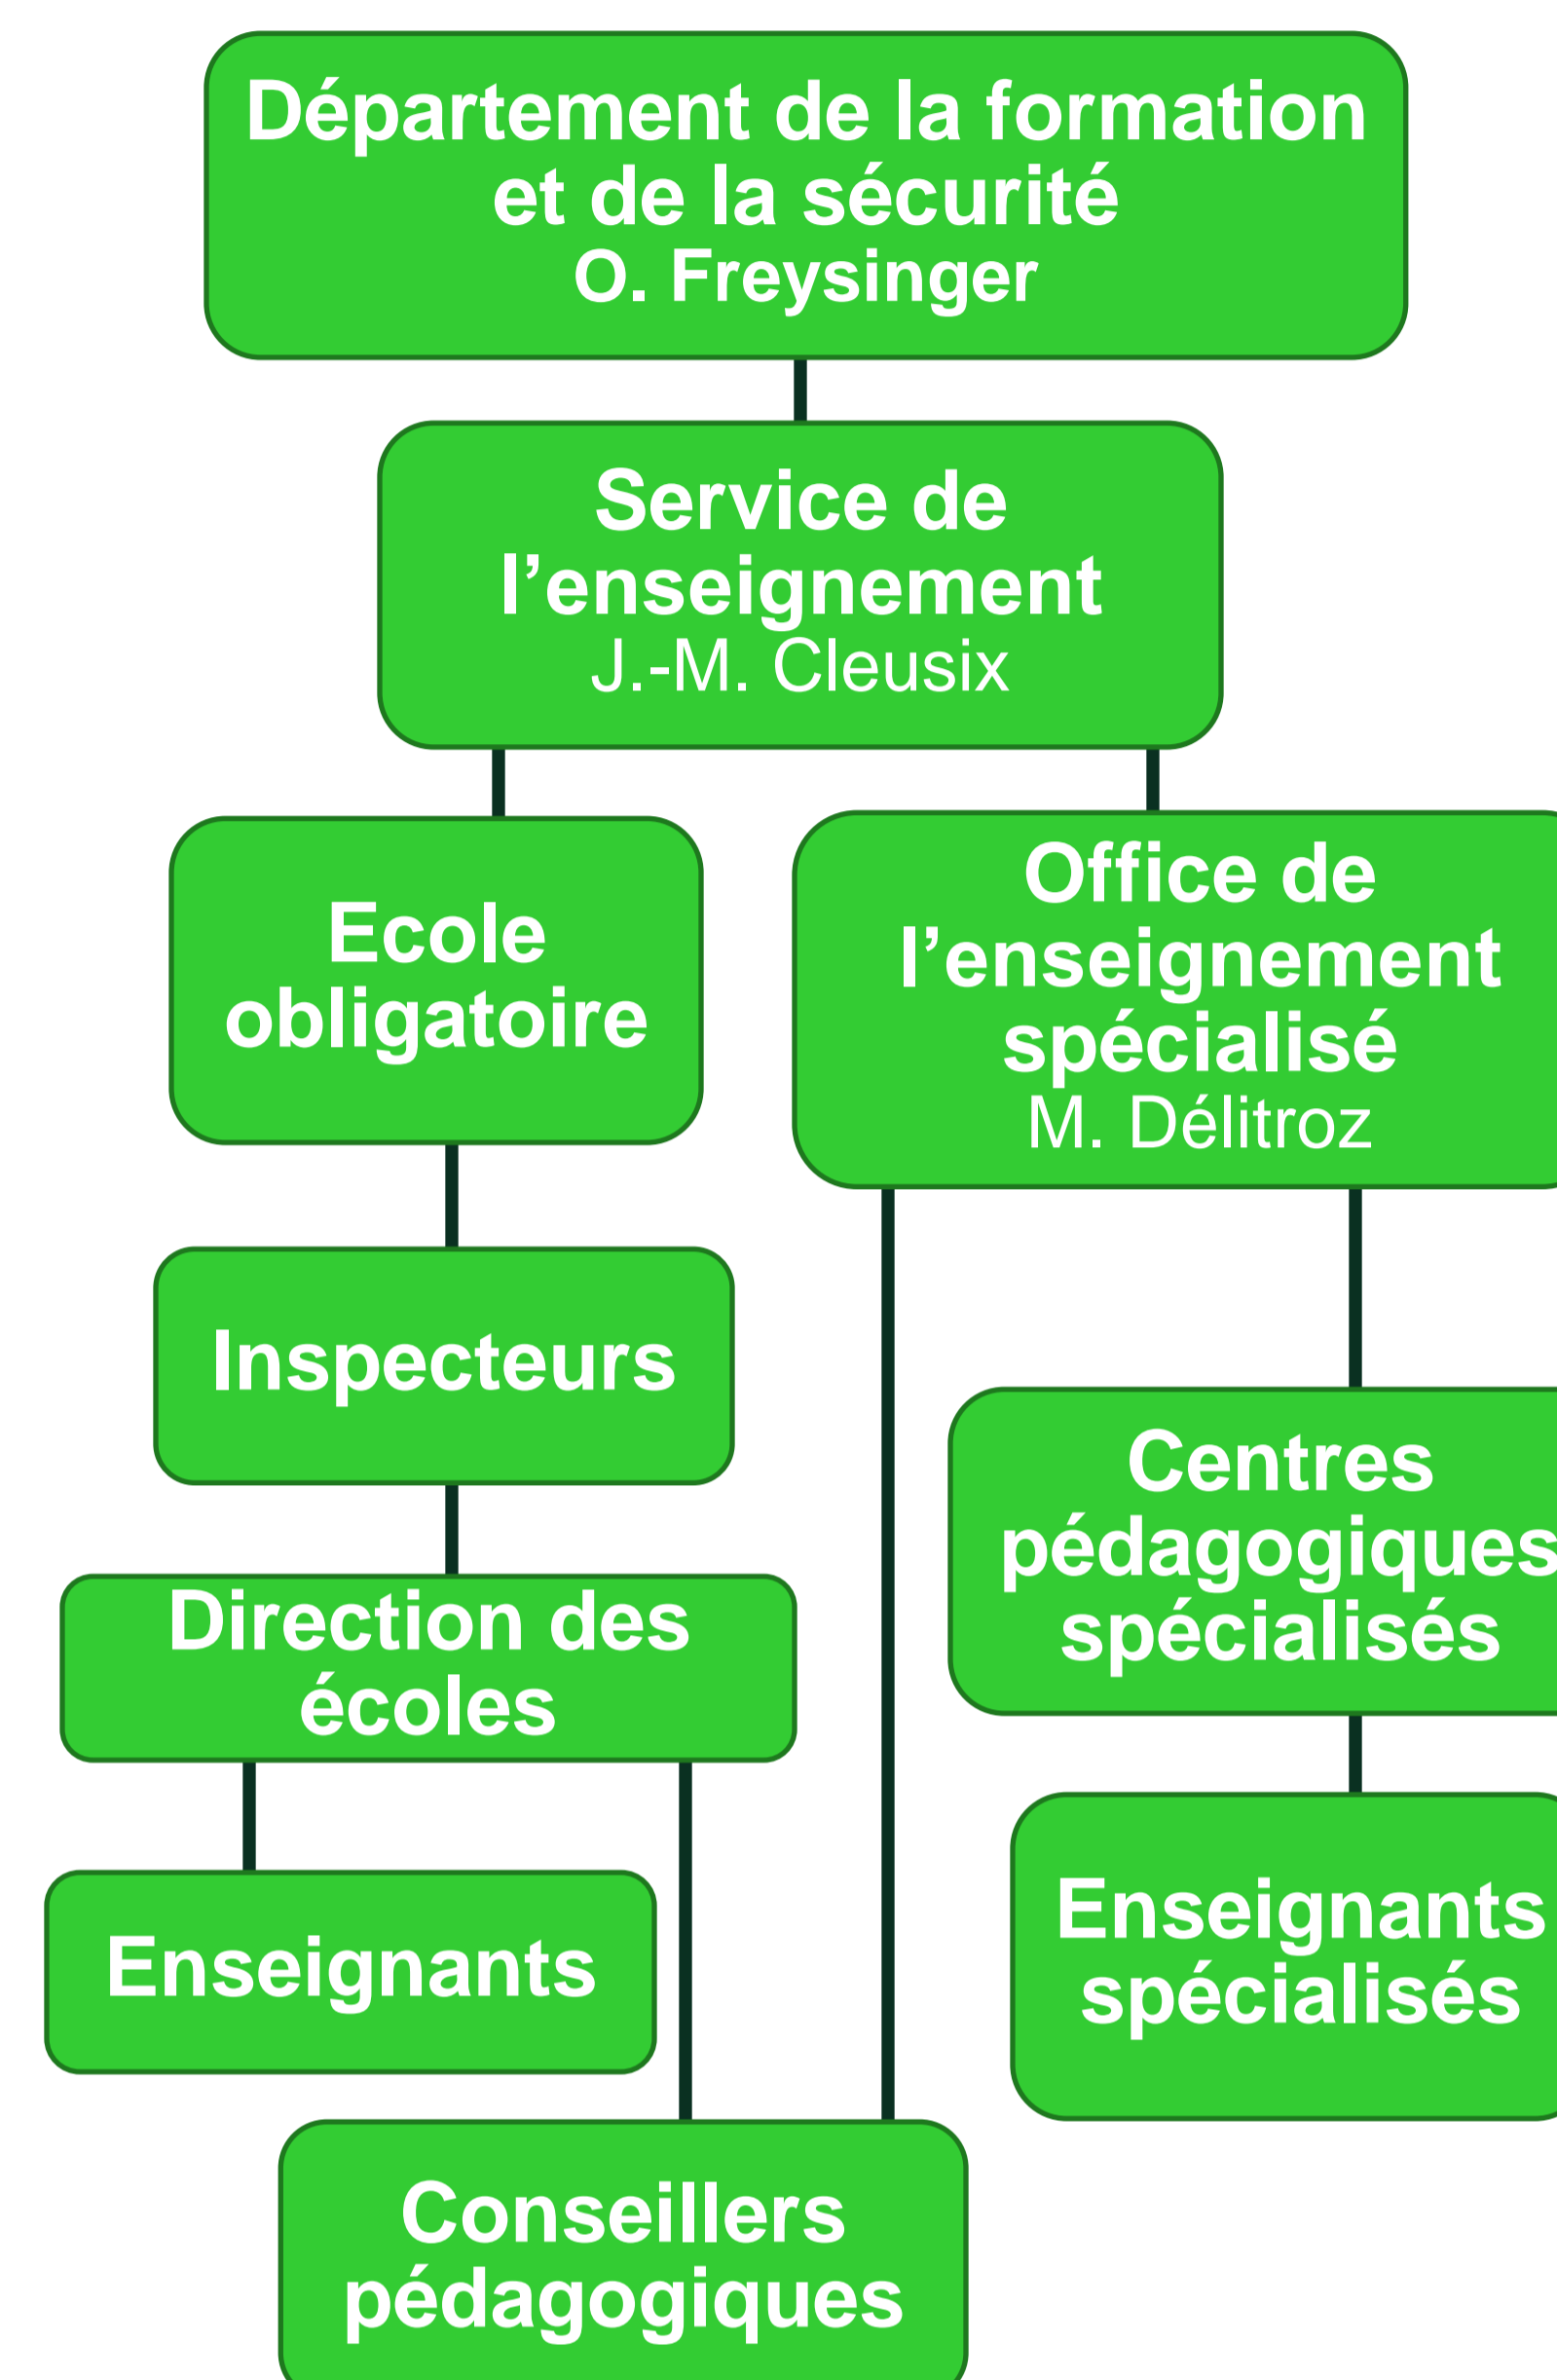 Département de la formation
et de la sécurité
O. Freysinger
Service de
l’enseignement
J.-M. Cleusix
Ecole
obligatoire
Office de
l’enseignement
spécialisé
M. Délitroz
Inspecteurs
Centres
pédagogiques
spécialisés
Direction des
écoles
Enseignants
spécialisés
Enseignants
Conseillers
pédagogiques